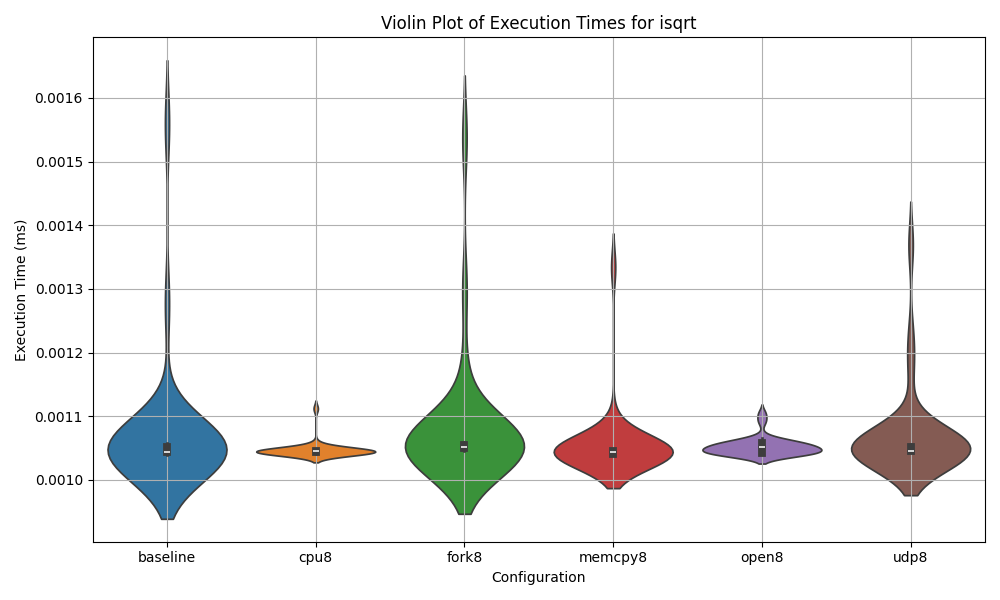 Violin Plot of Execution Times for isqrt
Execution Time (ms)
0.0016
0.0015
0.0014
0.0013
0.0012
0.0011
0.0010
baseline cpu8 fork8 memcpy8 open8 udp8
Configuration